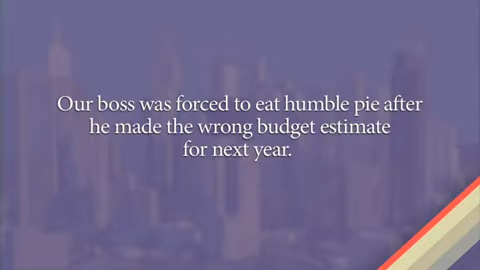 Our boss was forced to eat humble pie after
he made the wrong budget estimate
for next year.